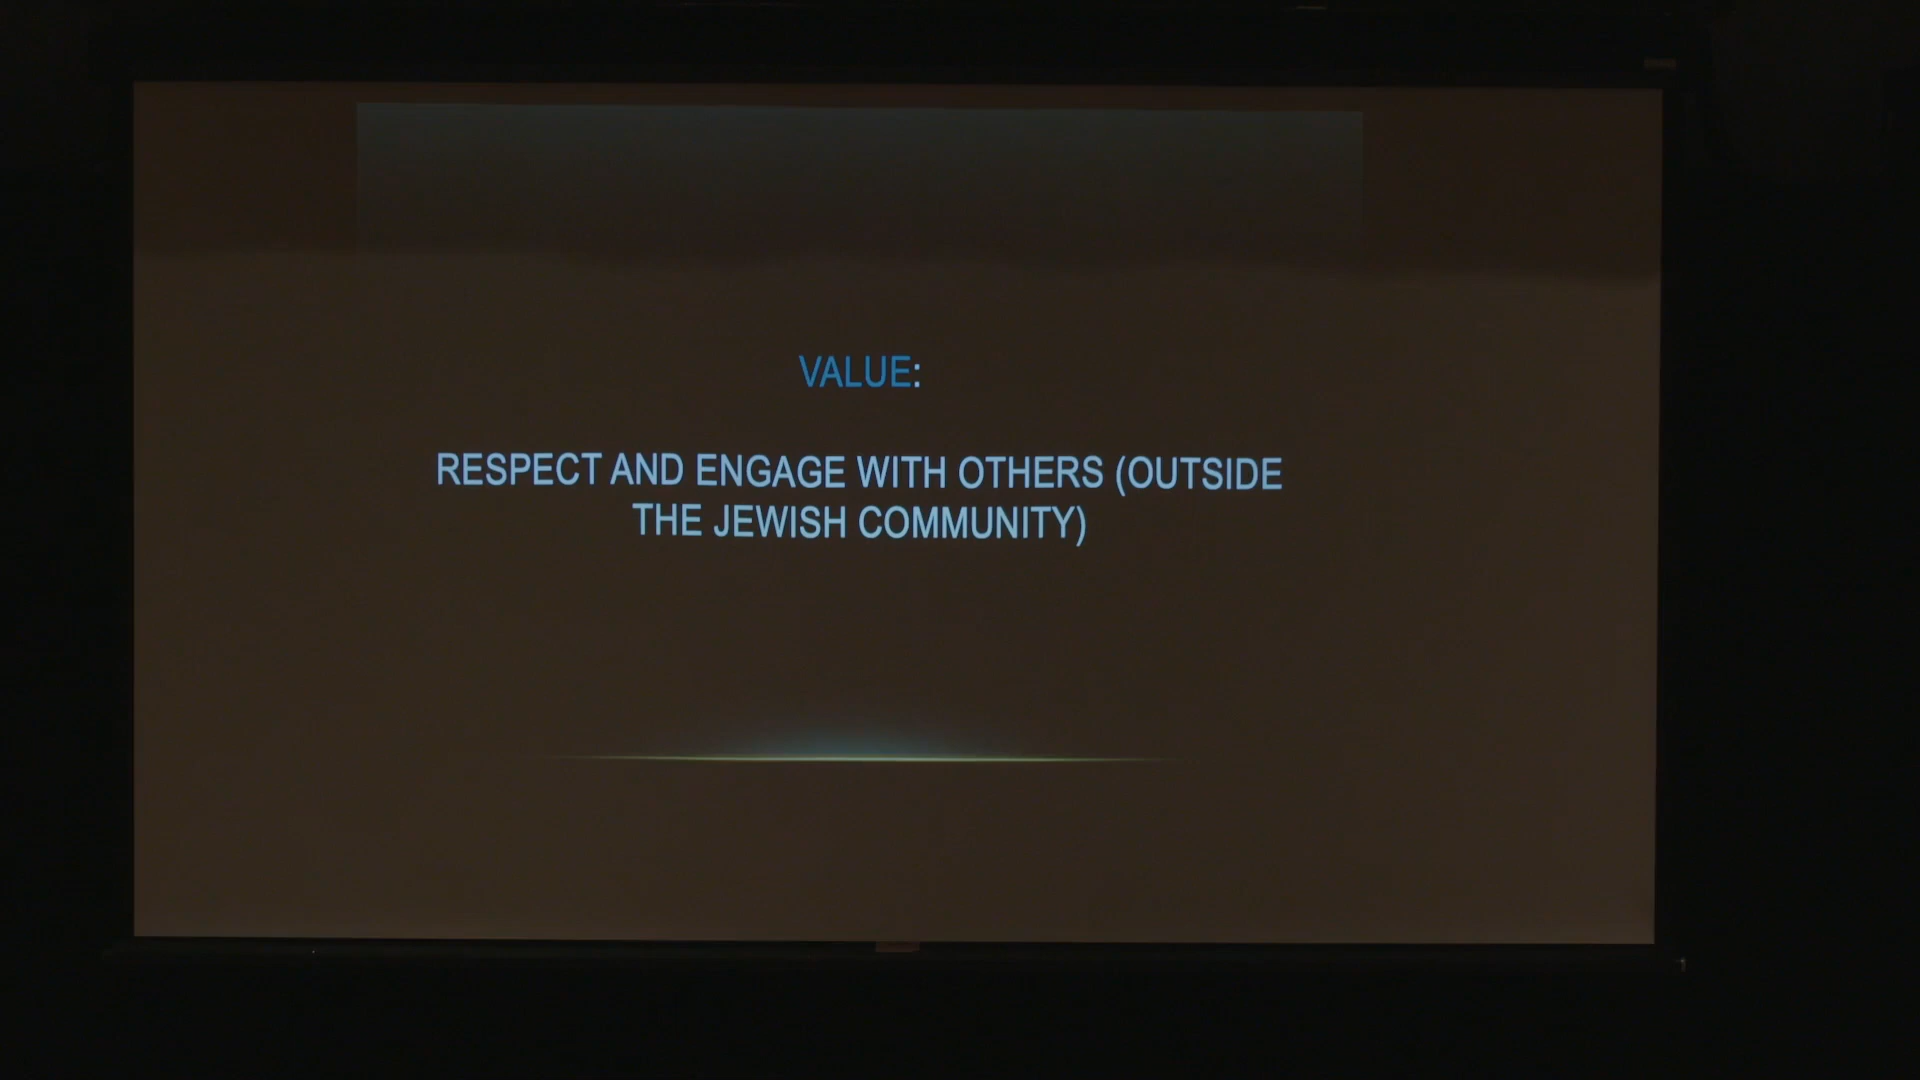 VALUE:
RESPECT AND ENGAGE WITH OTHERS (OUTSIDE
THE JEWISH COMMUNITY)